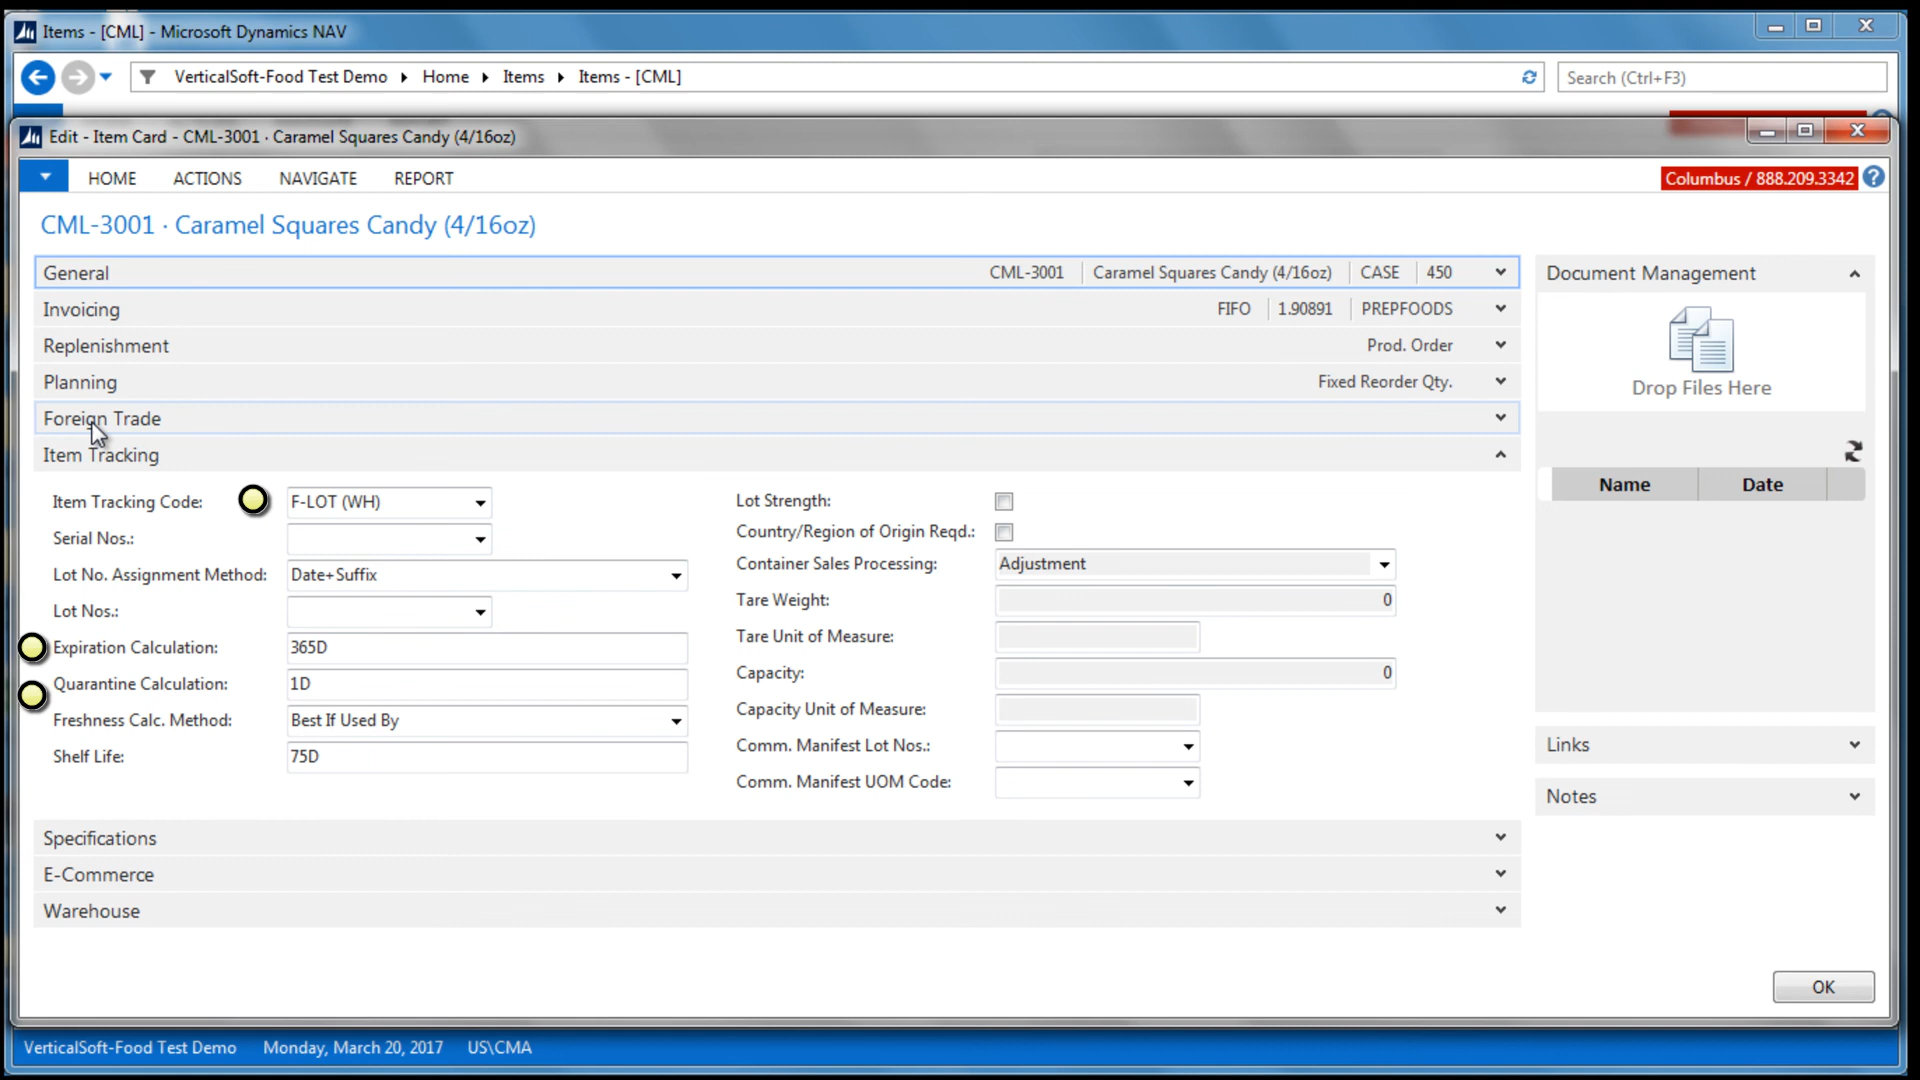 Items - [CML] - Microsoft Dynamics NAV
VerticalSoft-Food Test Demo Home Items Items - [CML] Search (Ctrl+F3)
Edit - Item Card - CML-3001 · Caramel Squares Candy (4/16oz)
HOME ACTIONS NAVIGATE REPORT Columbus / 888.209.3342 ?
CML-3001 · Caramel Squares Candy (4/16oz)
General CML-3001 Caramel Squares Candy (4/16oz) CASE 450
Invoicing FIFO 1.90891 PREPFOODS
Replenishment Prod. Order
Planning Fixed Reorder Qty.
Foreign Trade
Item Tracking
Item Tracking Code: F-LOT (WH)
Serial Nos.:
Lot No. Assignment Method: Date+Suffix
Lot Nos.:
Expiration Calculation: 365D
Quarantine Calculation: 1D
Freshness Calc. Method: Best If Used By
Shelf Life: 75D
Lot Strength:
Country/Region of Origin Reqd.:
Container Sales Processing: Adjustment
Tare Weight: 0
Tare Unit of Measure:
Capacity: 0
Capacity Unit of Measure:
Comm. Manifest Lot Nos.:
Comm. Manifest UOM Code:
Specifications
E-Commerce
Warehouse
Document Management
Drop Files Here
Name Date
Links
Notes
OK
VerticalSoft-Food Test Demo Monday, March 20, 2017 US\CMA